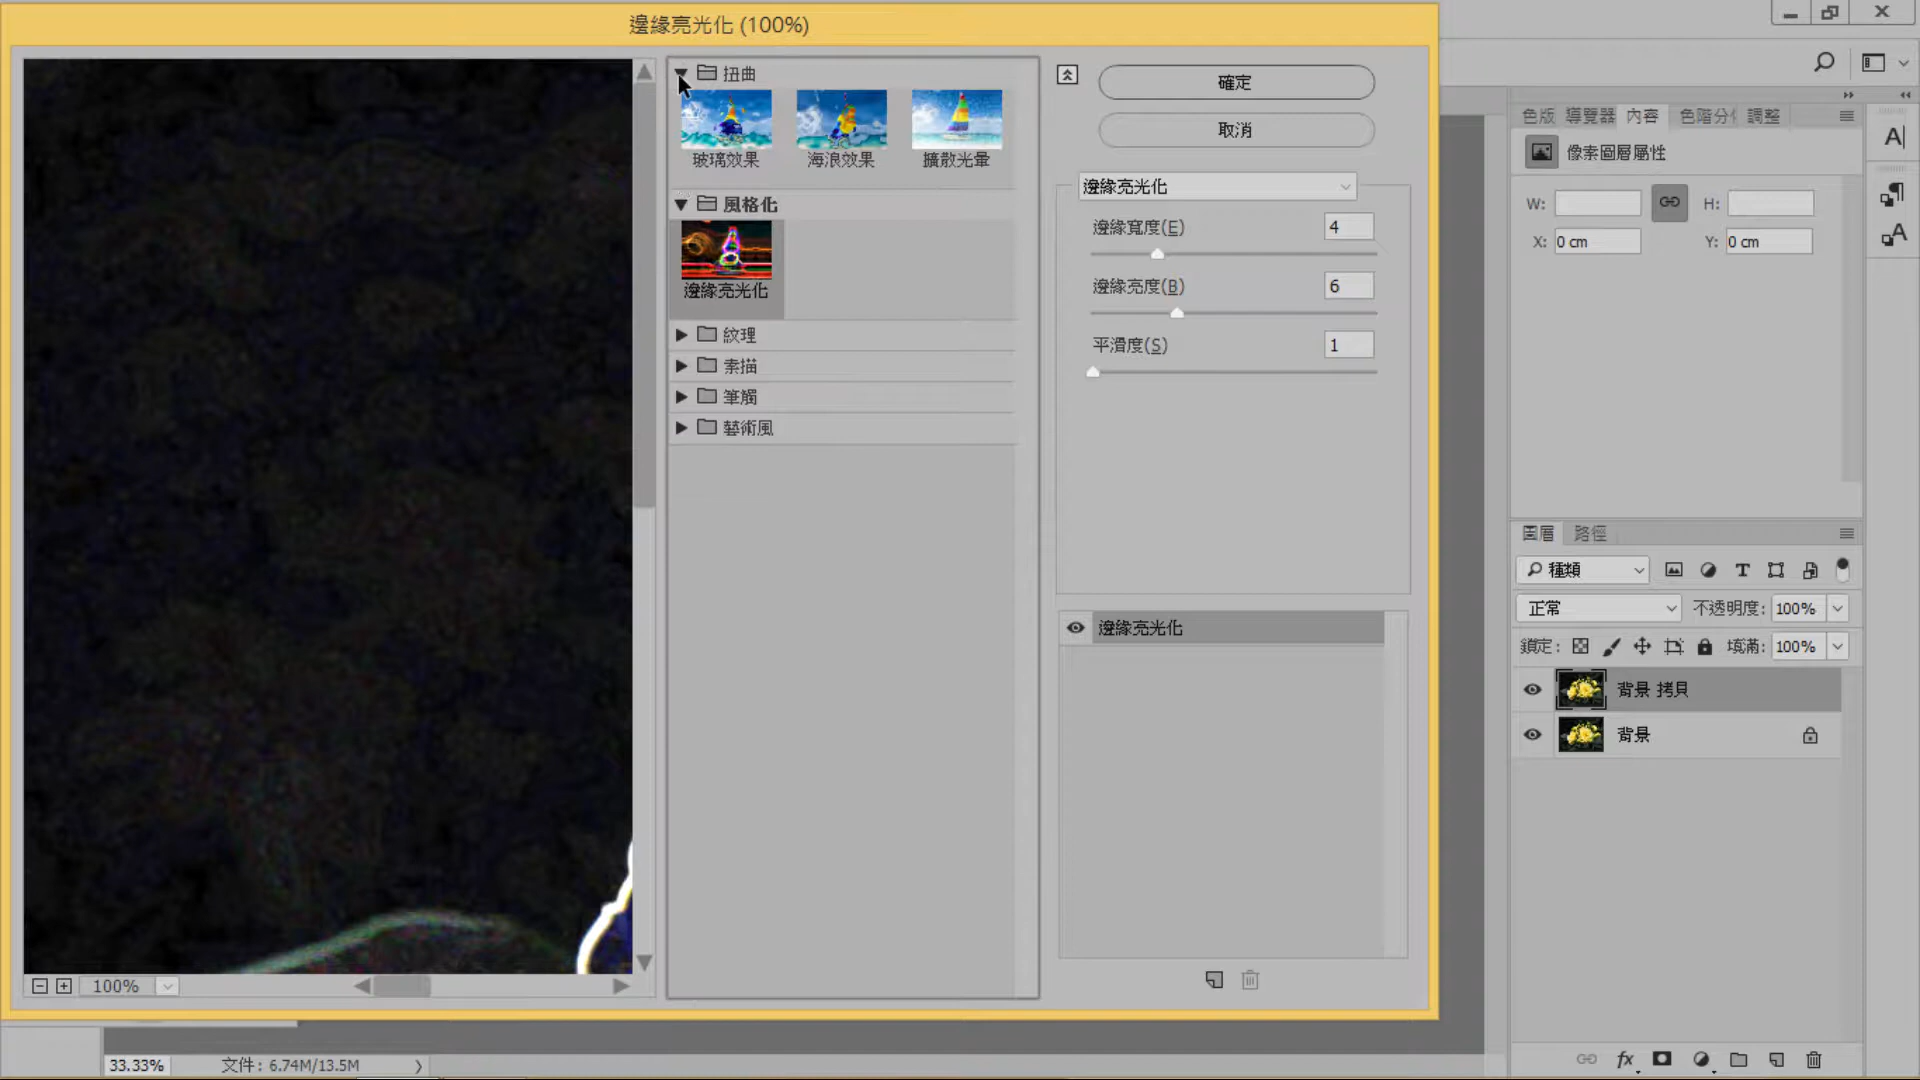 邊緣亮光化 (100%)
扭曲
玻璃效果
海浪效果
擴散光暈
風格化
邊緣亮光化
紋理
素描
筆觸
藝術風
100%
確定
取消
邊緣亮光化
邊緣寬度(E)
4
邊緣亮度(B)
6
平滑度(S)
1
邊緣亮光化
色版
導覽器
內容
色階分
調整
像素圖層屬性
W:
H:
X: 0 cm
Y: 0 cm
圖層
路徑
種類
正常
不透明度: 100%
鎖定:
填滿: 100%
背景 拷貝
背景
33.33%
文件: 6.74M/13.5M
fx